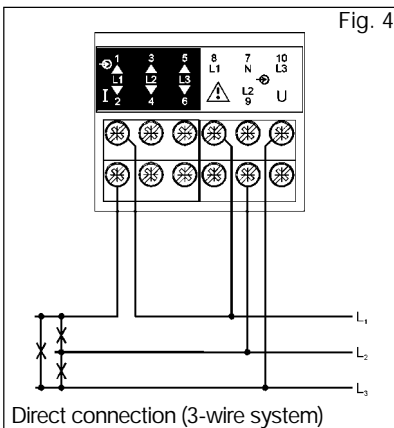 Fig. 4
1 3 5 8 7 10
L1 N L3
L1 L2 L3 L2
I 2 4 6 9 U
L1
L2
L3
Direct connection (3-wire system)